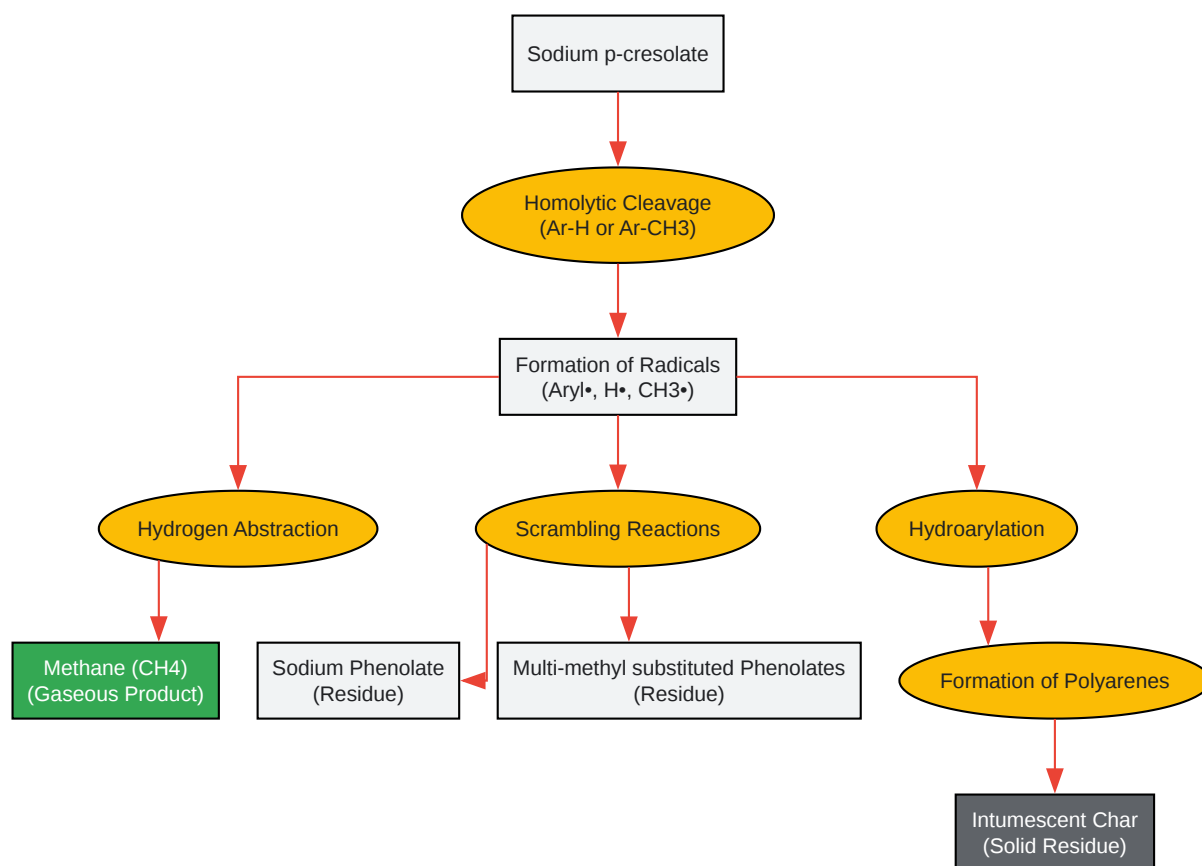 Sodium p-cresolate
Homolytic Cleavage
(Ar-H or Ar-CH3)
Formation of Radicals
(Aryl•, H•, CH3•)
Hydrogen Abstraction
Scrambling Reactions
Hydroarylation
Methane (CH4)
(Gaseous Product)
Sodium Phenolate
(Residue)
Multi-methyl substituted Phenolates
(Residue)
Formation of Polyarenes
Intumescent Char
(Solid Residue)